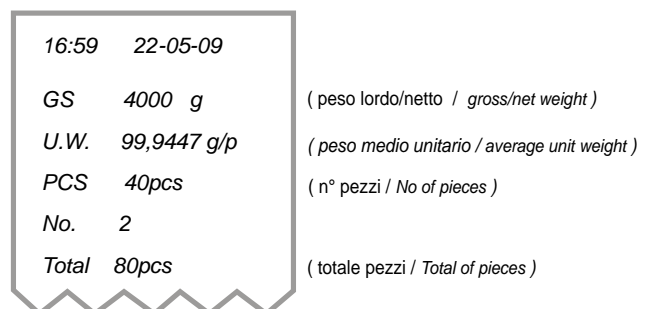 16:59 22-05-09
GS 4000 g ( peso lordo/netto / gross/net weight )
U.W. 99,9447 g/p ( peso medio unitario / average unit weight )
PCS 40pcs ( n° pezzi / No of pieces )
No. 2
Total 80pcs ( totale pezzi / Total of pieces )